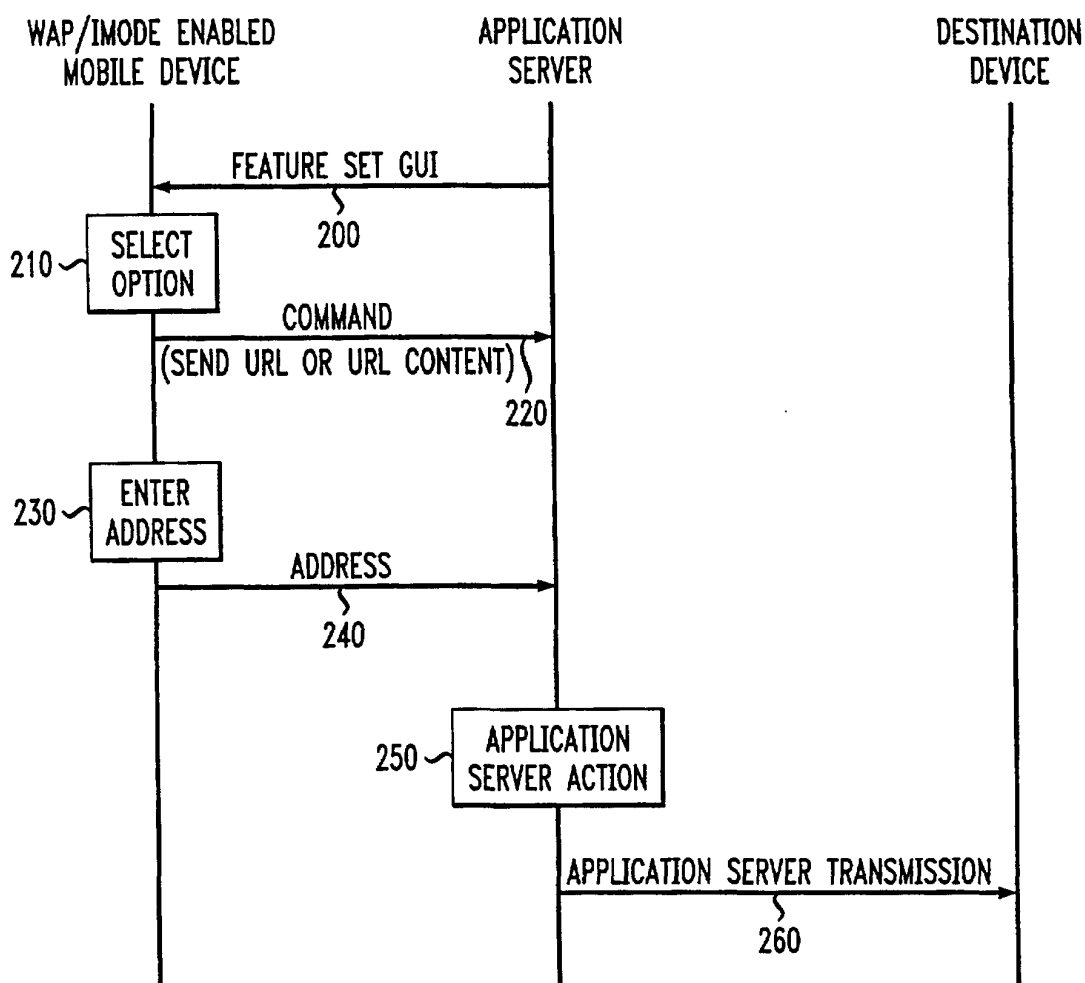 WAP/IMODE ENABLED
MOBILE DEVICE
APPLICATION
SERVER
DESTINATION
DEVICE
FEATURE SET GUI
200
210
SELECT
OPTION
COMMAND
(SEND URL OR URL CONTENT)
220
230
ENTER
ADDRESS
ADDRESS
240
250
APPLICATION
SERVER ACTION
APPLICATION SERVER TRANSMISSION
260